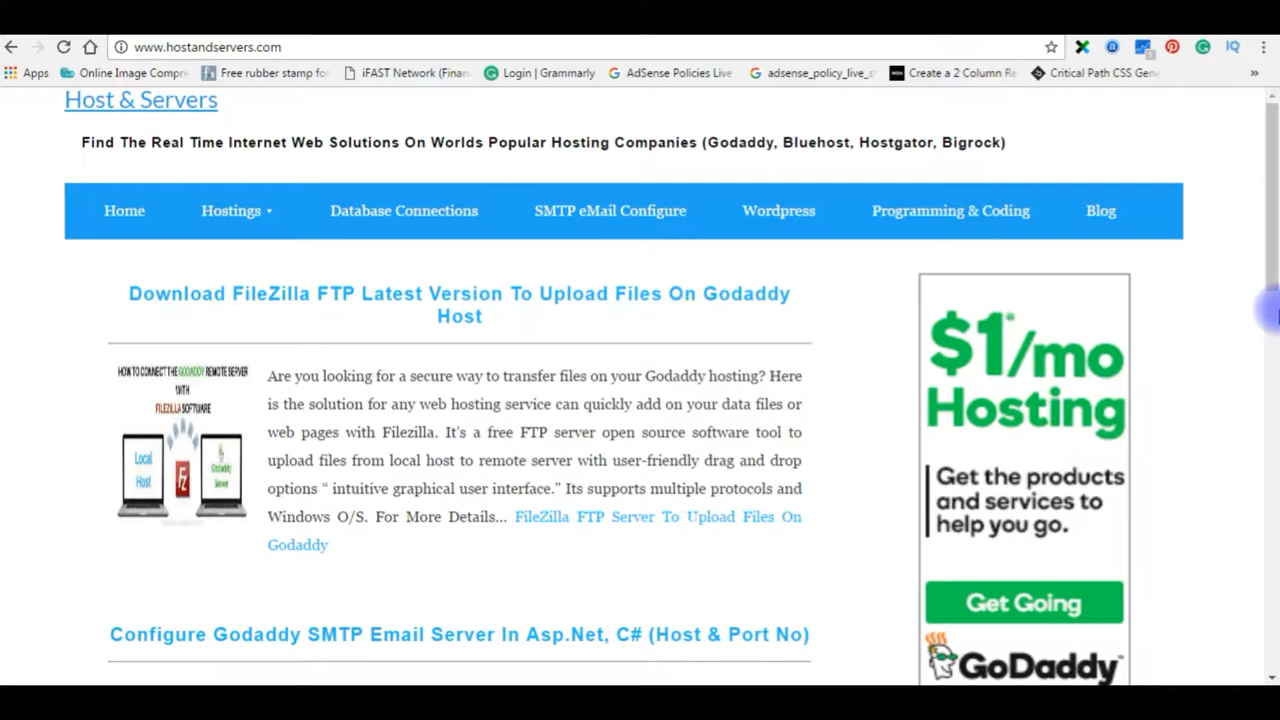 www.hostandservers.com
Apps Online Image Compre Free rubber stamp fo iFAST Network (Finan Login | Grammarly AdSense Policies Live adsense_policy_live_s Create a 2 Column Re Critical Path CSS Gene »
Host & Servers
Find The Real Time Internet Web Solutions On Worlds Popular Hosting Companies (Godaddy, Bluehost, Hostgator, Bigrock)
Home Hostings Database Connections SMTP eMail Configure Wordpress Programming & Coding Blog
Download FileZilla FTP Latest Version To Upload Files On Godaddy
Host
HOW TO CONNECT THE GODADDY REMOTE SERVER
WITH
FILEZILLA SOFTWARE
Local
Host
Fz
Godaddy
Server
Are you looking for a secure way to transfer files on your Godaddy hosting? Here
is the solution for any web hosting service can quickly add on your data files or
web pages with Filezilla. It's a free FTP server open source software tool to
upload files from local host to remote server with user-friendly drag and drop
options “ intuitive graphical user interface.” Its supports multiple protocols and
Windows O/S. For More Details... FileZilla FTP Server To Upload Files On
Godaddy
Configure Godaddy SMTP Email Server In Asp.Net, C# (Host & Port No)
$1*/mo
Hosting
Get the products
and services to
help you go.
Get Going
GoDaddy